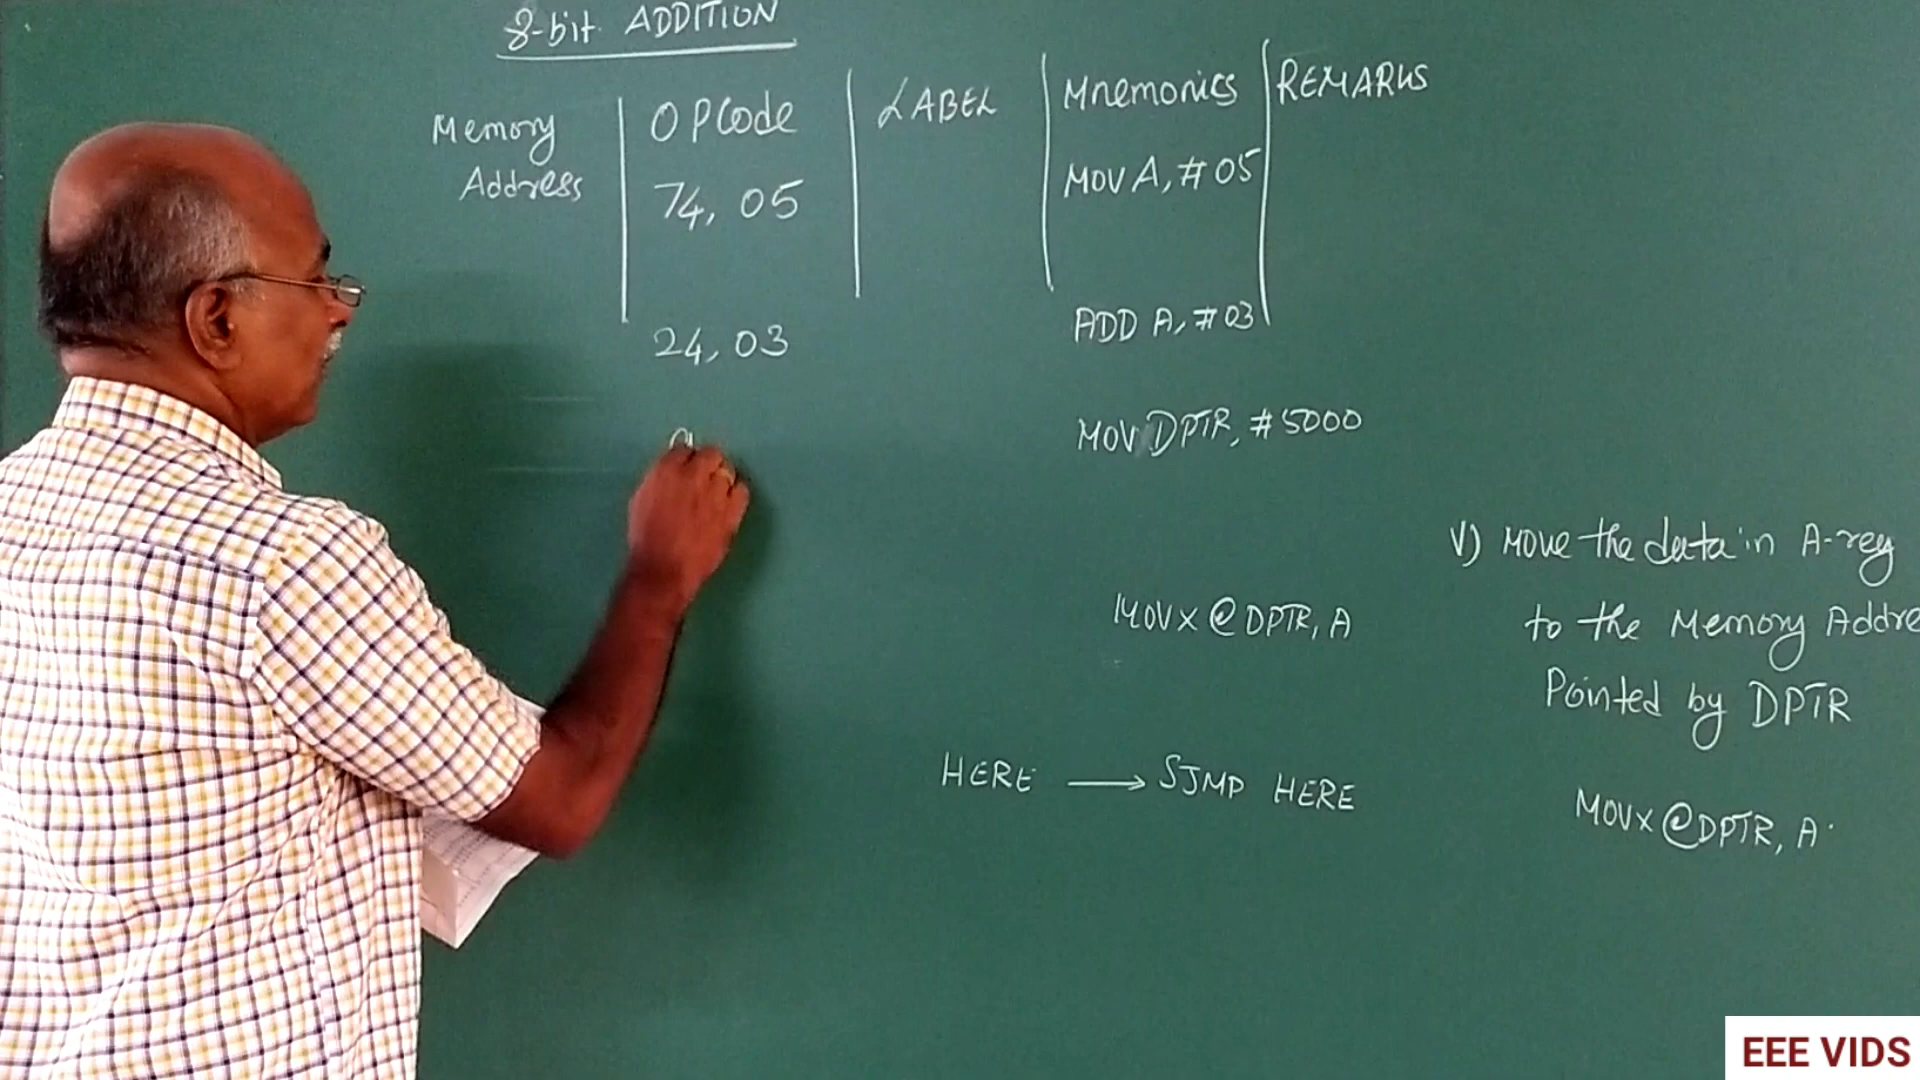 8-bit ADDITION
Memory Address | OPCode | LABEL | Mnemonics | REMARKS
74, 05 MOV A, #05
24, 03 ADD A, #03
MOV DPTR, #5000
MOVX @DPTR, A
HERE → SJMP HERE
V) Move the data in A-reg
to the Memory Addre
Pointed by DPTR
MOVX @DPTR, A.
EEE VIDS